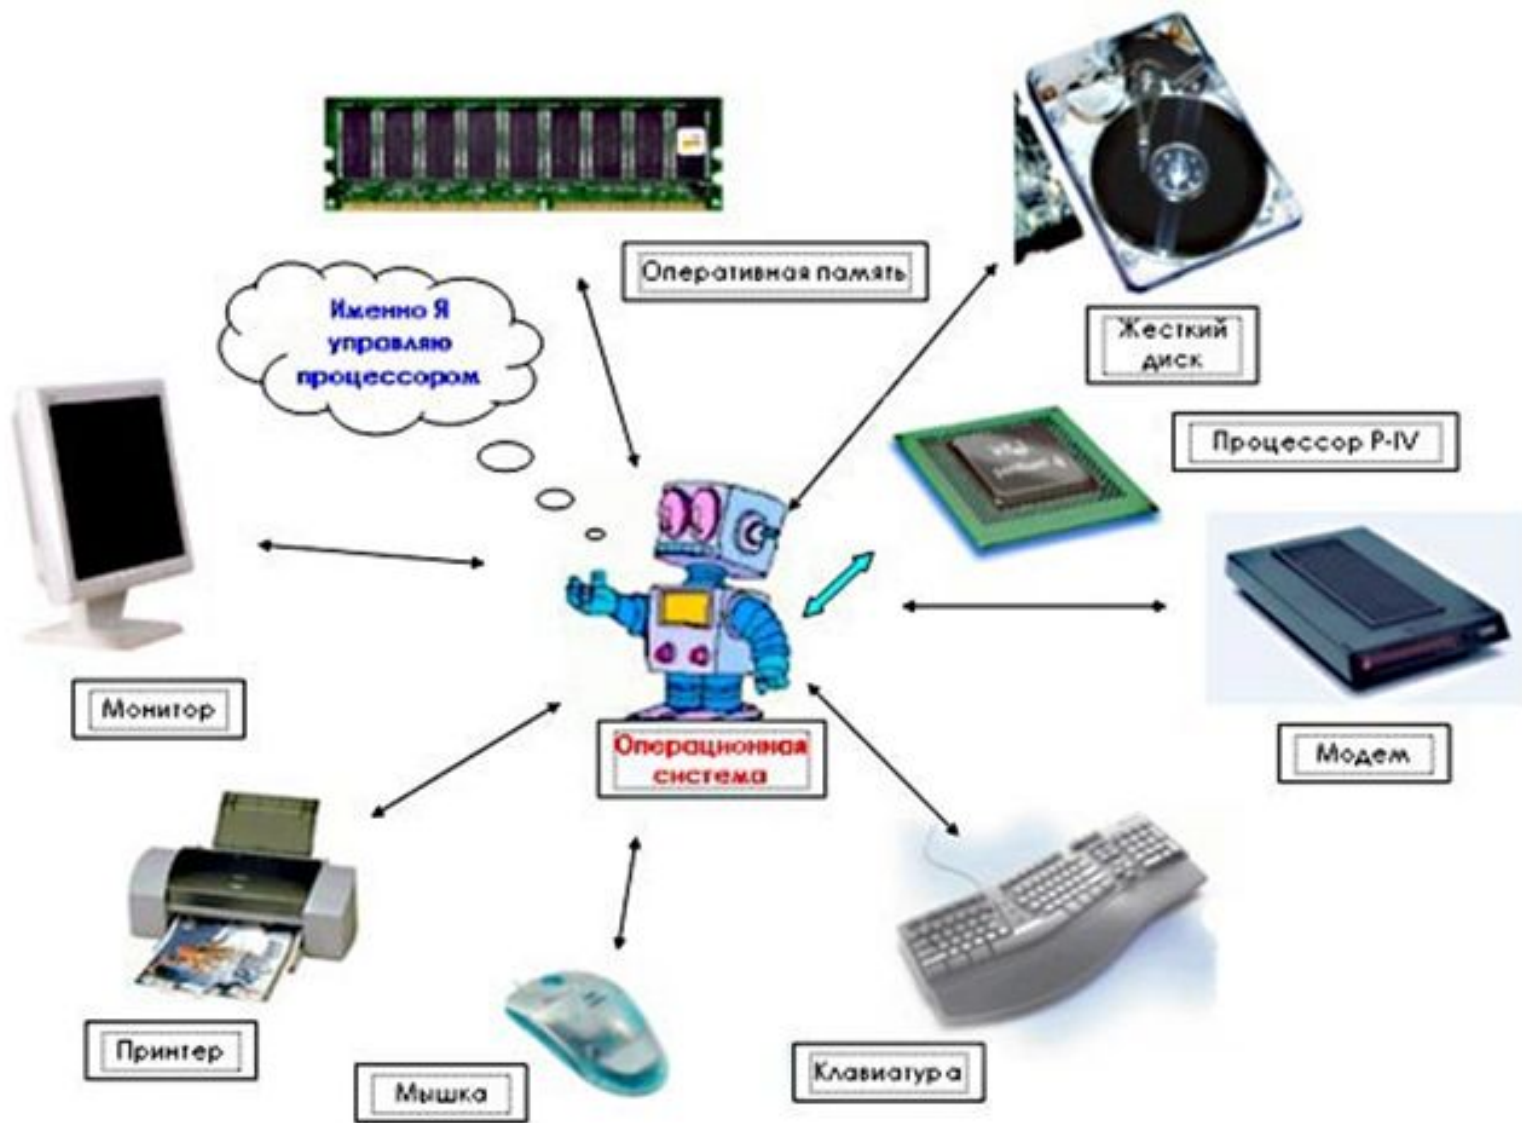 Оперативная память
Именно Я
управляю
процессором
Жесткий
диск
Процессор P-IV
Монитор
Модем
Операционная
система
Принтер
Мышка
Клавиатура